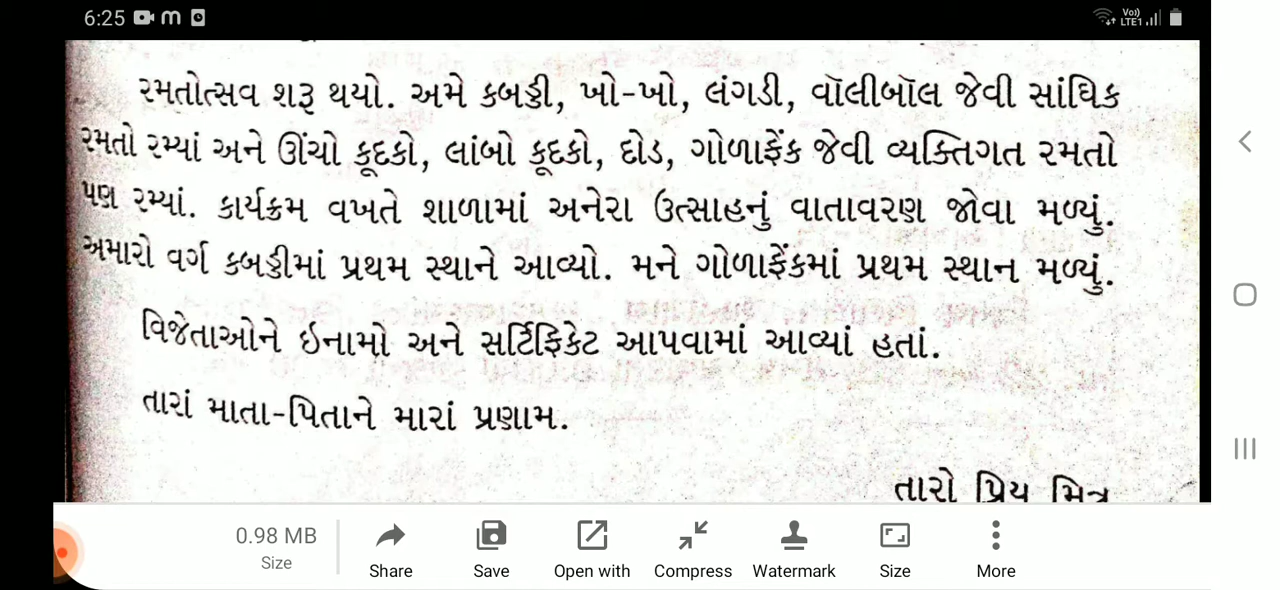 6:25
Vo))
LTE1
રમતોત્સવ શરૂ થયો. અમે કબડ્ડી, ખો-ખો, લંગડી, વૉલીબૉલ જેવી સાંઘિક
રમતો રમ્યાં અને ઊંચો કૂદકો, લાંબો કૂદકો, દોડ, ગોળાફેંક જેવી વ્યક્તિગત રમતો
પણ રમ્યાં. કાર્યક્રમ વખતે શાળામાં અનેરા ઉત્સાહનું વાતાવરણ જોવા મળ્યું.
અમારો વર્ગ કબડ્ડીમાં પ્રથમ સ્થાને આવ્યો. મને ગોળાફેંકમાં પ્રથમ સ્થાન મળ્યું.
વિજેતાઓને ઇનામો અને સર્ટિફિકેટ આપવામાં આવ્યાં હતાં.
તારાં માતા-પિતાને મારાં પ્રણામ.
તારો પ્રિય મિત્ર
0.98 MB
Size
Share
Save
Open with
Compress
Watermark
Size
More